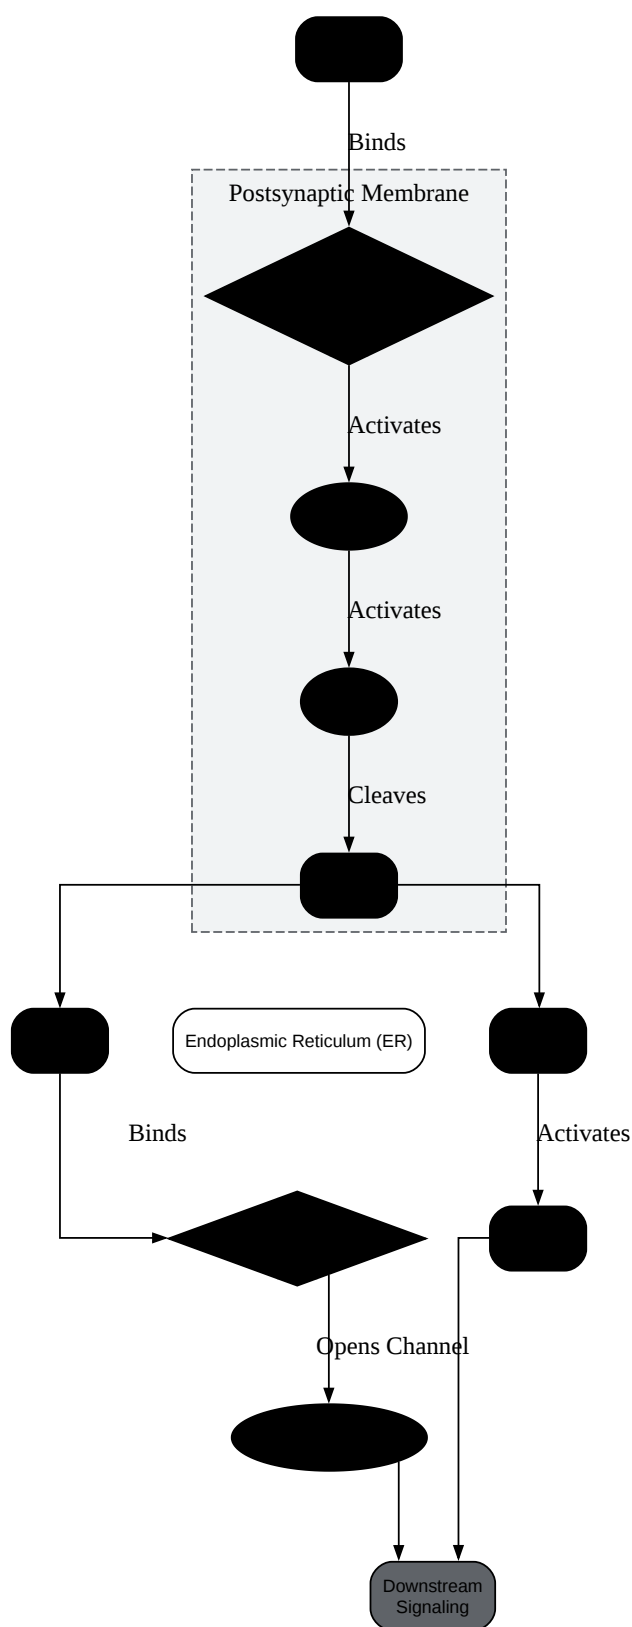 Binds
Postsynaptic Membrane
Activates
Activates
Cleaves
Endoplasmic Reticulum (ER)
Binds
Activates
Opens Channel
Downstream
Signaling